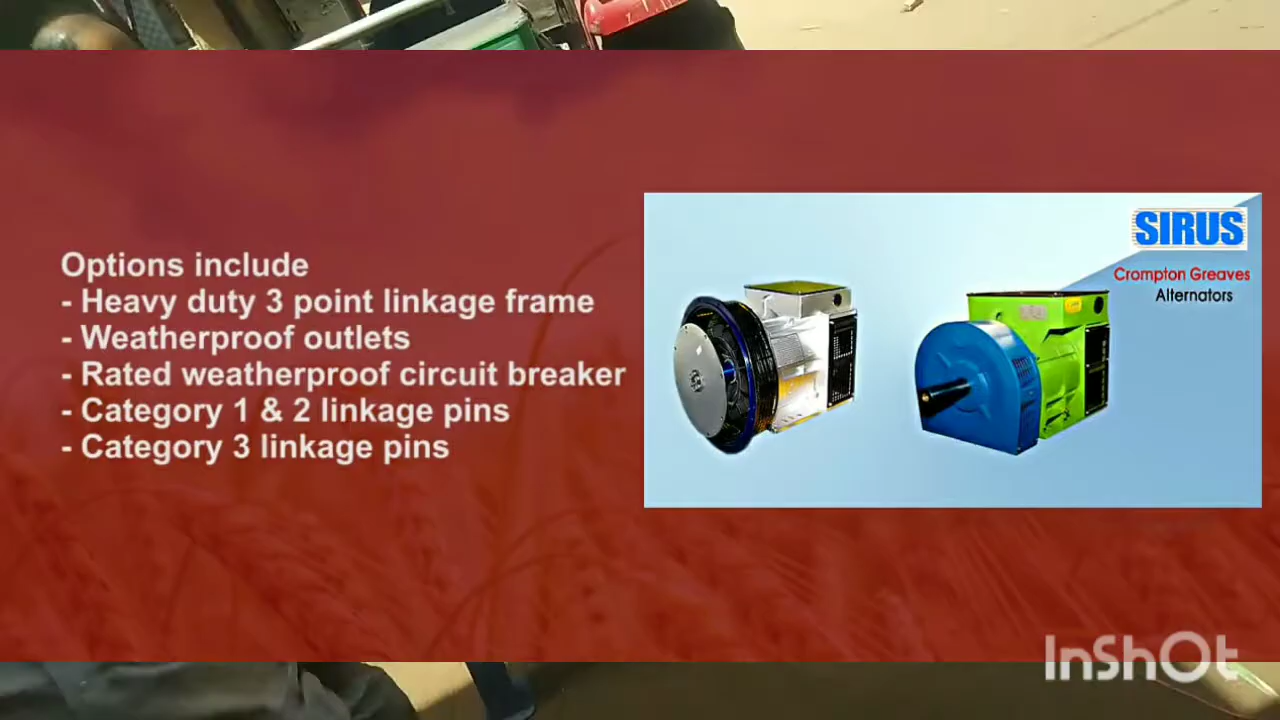 Options include
- Heavy duty 3 point linkage frame
- Weatherproof outlets
- Rated weatherproof circuit breaker
- Category 1 & 2 linkage pins
- Category 3 linkage pins
SIRUS
Crompton Greaves
Alternators
InShOt